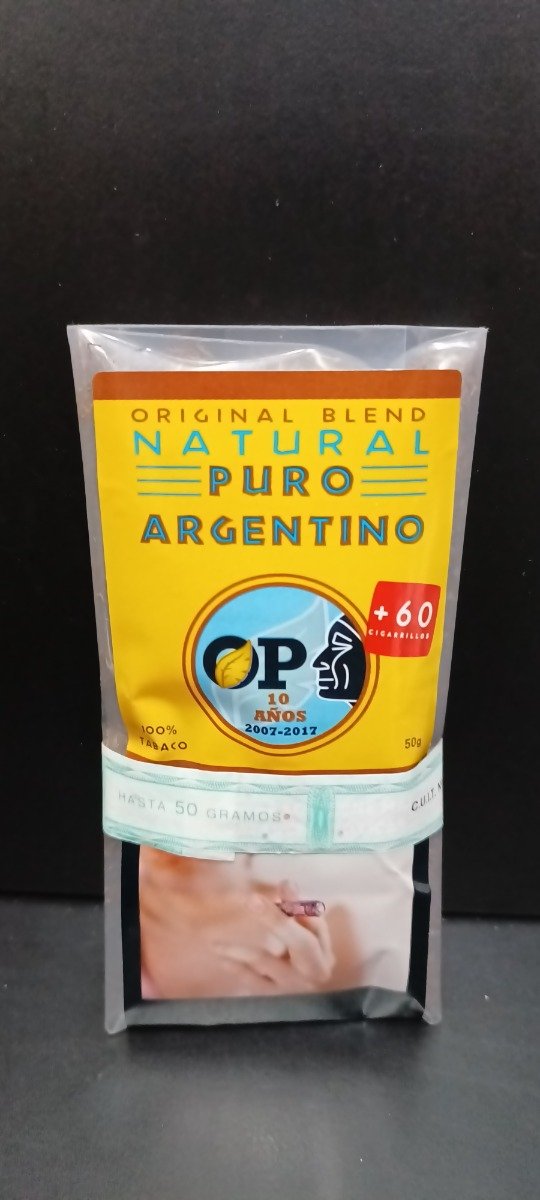 ORIGINAL BLEND
NATURAL
PURO
ARGENTINO
+60
CIGARRILLOS
OP
10
AÑOS
2007-2017
100%
TABACO
50g
HASTA 50 GRAMOS
C.U.I.T.